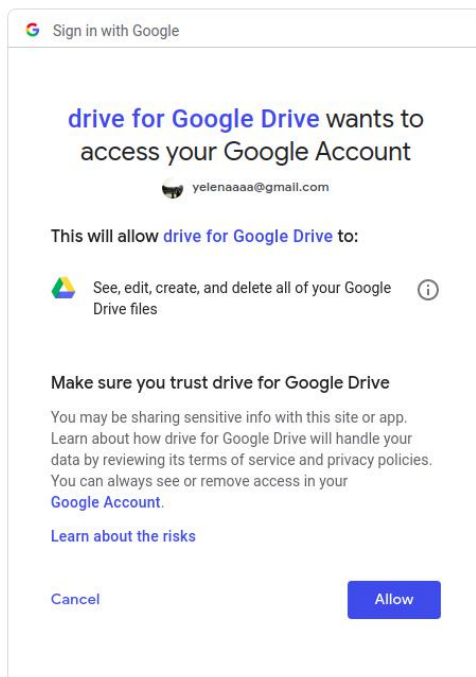 Sign in with Google
drive for Google Drive wants to
access your Google Account
yelenaaaa@gmail.com
This will allow drive for Google Drive to:
See, edit, create, and delete all of your Google
Drive files
Make sure you trust drive for Google Drive
You may be sharing sensitive info with this site or app.
Learn about how drive for Google Drive will handle your
data by reviewing its terms of service and privacy policies.
You can always see or remove access in your
Google Account.
Learn about the risks
Cancel
Allow